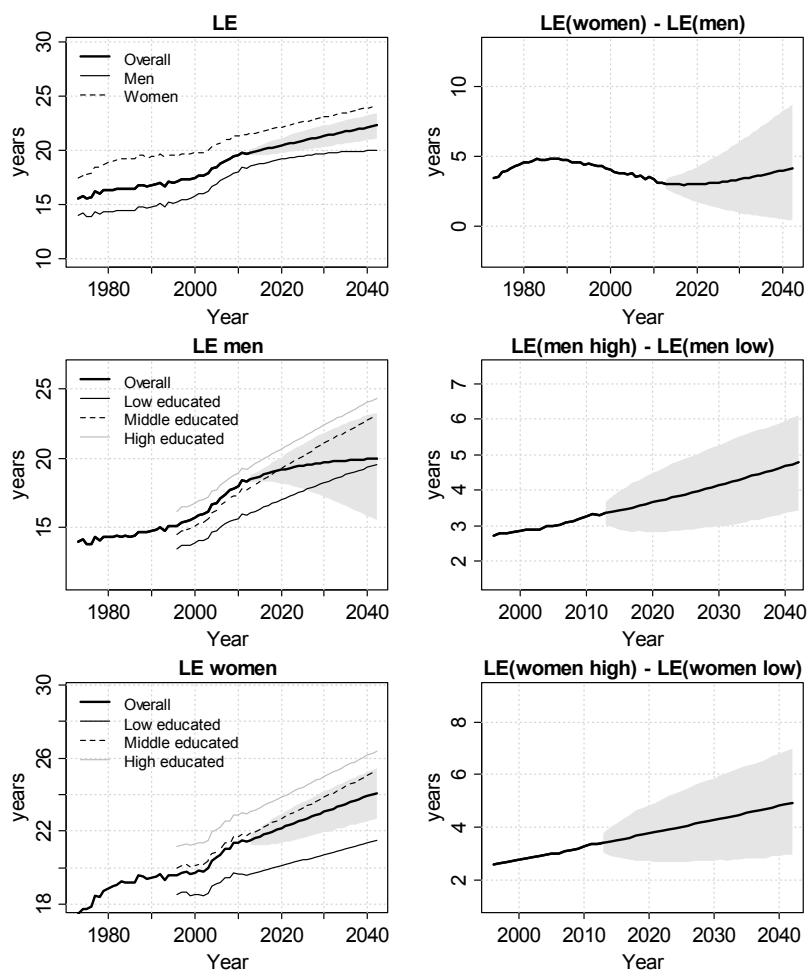 LE
30
25
20
15
10
years
Overall
Men
Women
1980
2000
2020
2040
Year
LE(women) - LE(men)
10
5
0
years
1980
2000
2020
2040
Year
LE men
25
20
15
years
Overall
Low educated
Middle educated
High educated
1980
2000
2020
2040
Year
LE(men high) - LE(men low)
7
6
5
4
3
2
years
2000
2010
2020
2030
2040
Year
LE women
30
26
22
18
years
Overall
Low educated
Middle educated
High educated
1980
2000
2020
2040
Year
LE(women high) - LE(women low)
8
6
4
2
years
2000
2010
2020
2030
2040
Year